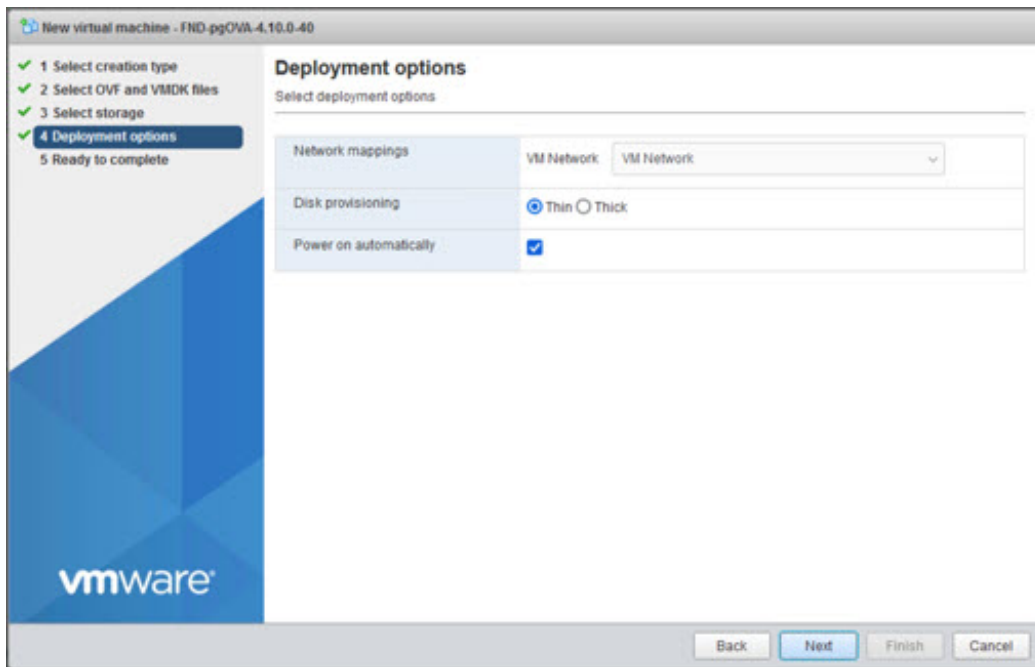 New virtual machine - FND-pgOVA-4.10.0-40
1 Select creation type
2 Select OVF and VMDK files
3 Select storage
4 Deployment options
5 Ready to complete
Deployment options
Select deployment options
Network mappings
VM Network VM Network
Disk provisioning
Thin Thick
Power on automatically
vmware®
Back Next Finish Cancel